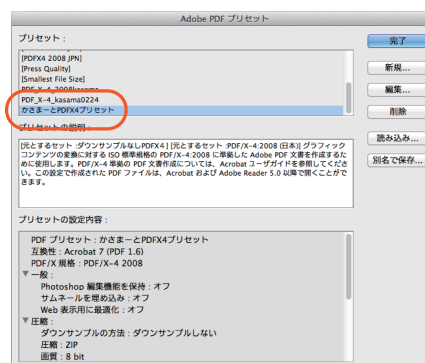 Adobe PDF プリセット
プリセット：
[PDFX4 2008 JPN]
[Press Quality]
[Smallest File Size]
PDF_X-4_2008kasama
PDF_X-4_kasama0224
かさまーとPDFX4プリセット
プリセットの説明：
[元とするセット :ダウンサンプルなしPDFX4 ] [元とするセット :PDF/X-4:2008 (日本)] グラフィック
コンテンツの変換に対する ISO 標準規格の PDF/X-4:2008 に準拠した Adobe PDF 文書を作成するた
めに使用します。PDF/X-4 準拠の PDF 文書作成については、Acrobat ユーザガイドを参照してくださ
い。この設定で作成された PDF ファイルは、Acrobat および Adobe Reader 5.0 以降で開くことがで
きます。
プリセットの設定内容：
PDF プリセット：かさまーとPDFX4プリセット
互換性：Acrobat 7 (PDF 1.6)
PDF/X 規格：PDF/X-4 2008
▼一般：
Photoshop 編集機能を保持：オフ
サムネールを埋め込み：オフ
Web 表示用に最適化：オフ
▼圧縮：
ダウンサンプルの方法：ダウンサンプルしない
圧縮：ZIP
画質：8 bit
完了
新規...
編集...
削除
読み込み...
別名で保存...